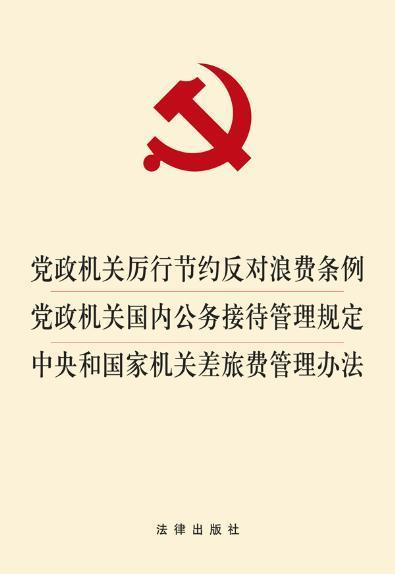 党政机关厉行节约反对浪费条例
党政机关国内公务接待管理规定
中央和国家机关差旅费管理办法
法律出版社